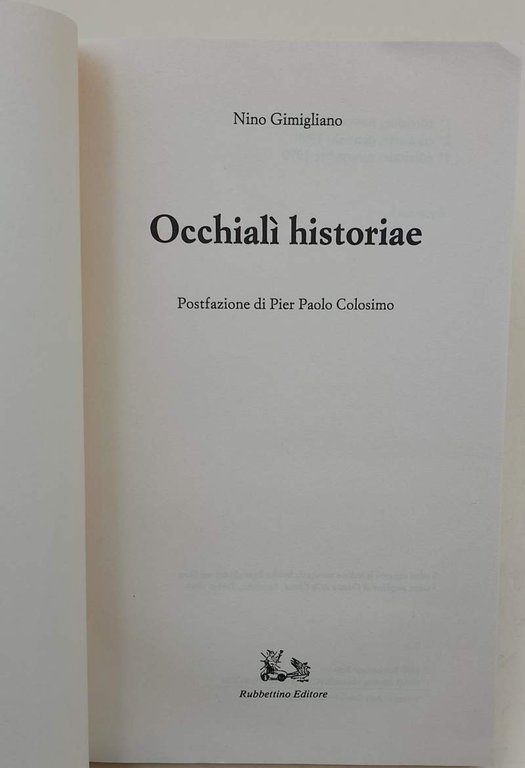 Nino Gimigliano
Occhialì historiae
Postfazione di Pier Paolo Colosimo
Rubbettino Editore